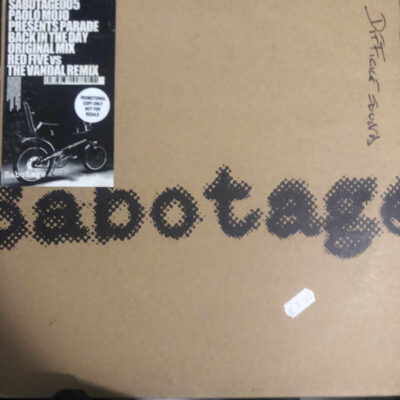 SABOTAGE005
PAOLO MOJO
PRESENTS PARADE
BACK IN THE DAY
ORIGINAL MIX
RED FIVE vs
THE VANDAL REMIX
PROMOTIONAL
COPY ONLY
NOT FOR
RESALE
Sabotage
Sabotage